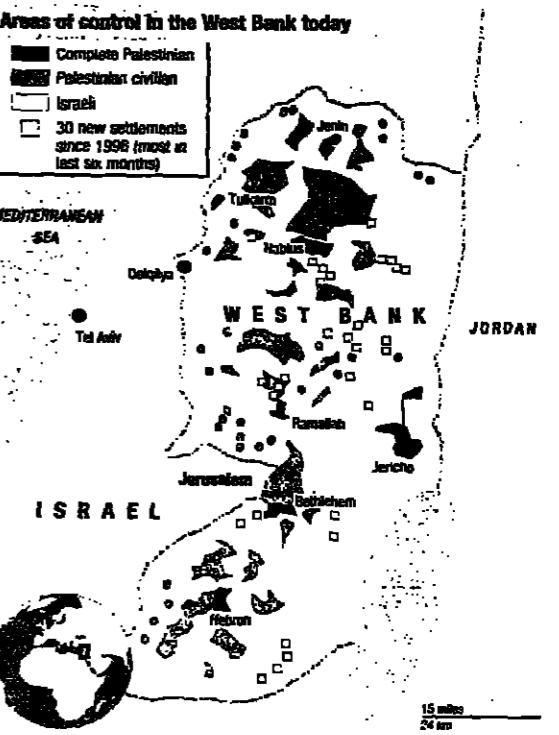 Areas of control in the West Bank today
Complete Palestinian
Palestinian civilian
Israeli
30 new settlements
since 1996 (most in
last six months)
MEDITERRANEAN
SEA
Jenin
Tulkarm
Nablus
Qalqilya
WEST BANK
Tel Aviv
JORDAN
Ramallah
Jericho
Jerusalem
Bethlehem
ISRAEL
Hebron
15 miles
24 km